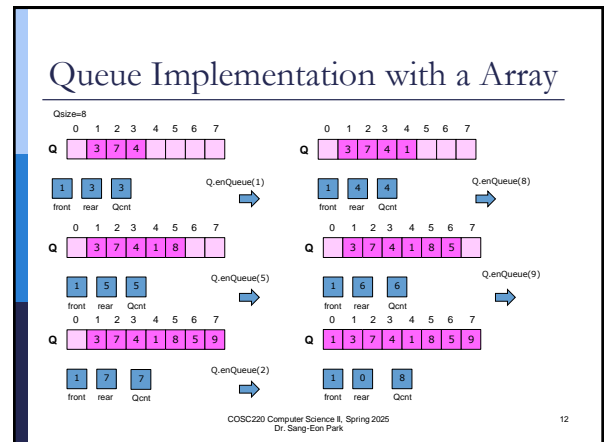 Queue Implementation with a Array
Qsize=8
0 1 2 3 4 5 6 7
Q 3 7 4
1 3 3
front rear Qcnt
Q.enQueue(1)
0 1 2 3 4 5 6 7
Q 3 7 4 1
1 4 4
front rear Qcnt
Q.enQueue(8)
0 1 2 3 4 5 6 7
Q 3 7 4 1 8
1 5 5
front rear Qcnt
Q.enQueue(5)
0 1 2 3 4 5 6 7
Q 3 7 4 1 8 5
1 6 6
front rear Qcnt
Q.enQueue(9)
0 1 2 3 4 5 6 7
Q 3 7 4 1 8 5 9
1 7 7
front rear Qcnt
Q.enQueue(2)
0 1 2 3 4 5 6 7
Q 1 3 7 4 1 8 5 9
1 0 8
front rear Qcnt
COSC220 Computer Science II, Spring 2025
Dr. Sang-Eon Park
12